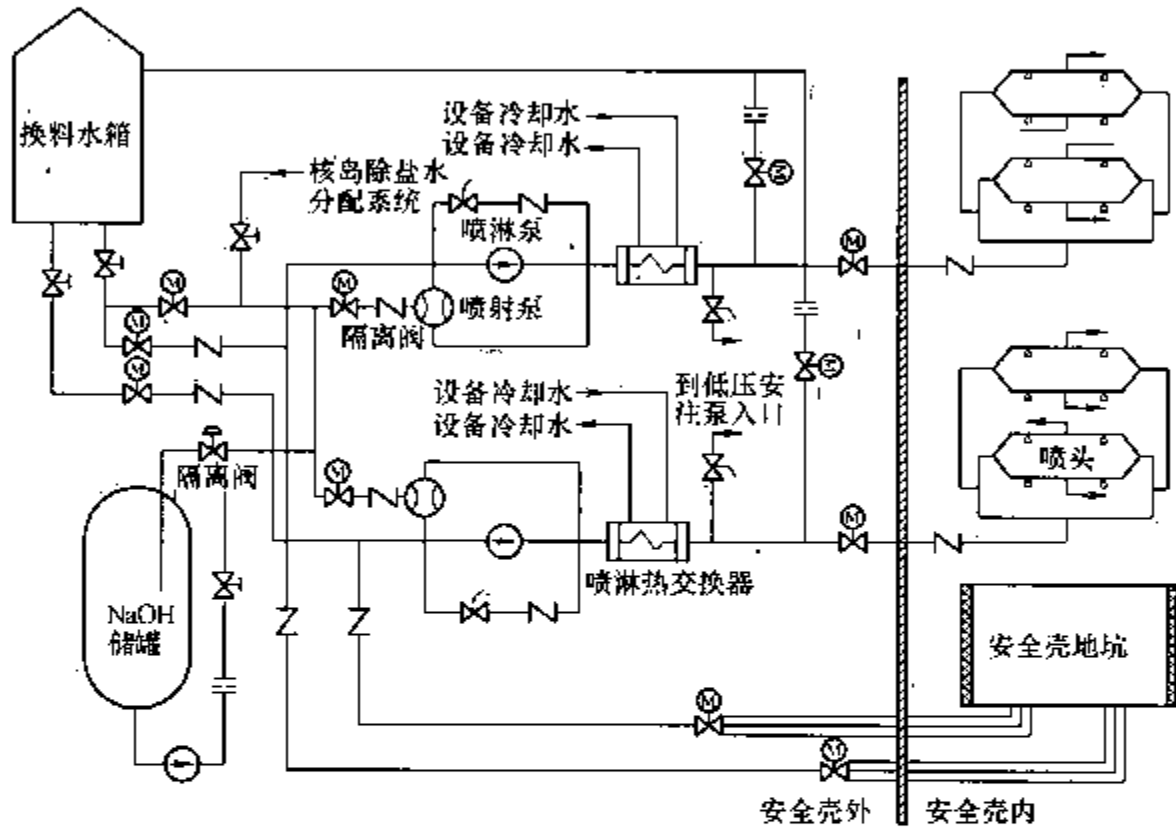 换料水箱
设备冷却水
设备冷却水
核岛除盐水
分配系统
喷淋泵
M
M
M
M
喷射泵
隔离阀
M
M
M
设备冷却水
设备冷却水
到低压安
注泵入口
M
隔离阀
M
M
喷头
喷淋热交换器
NaOH
储罐
安全壳地坑
M
M
安全壳外
安全壳内